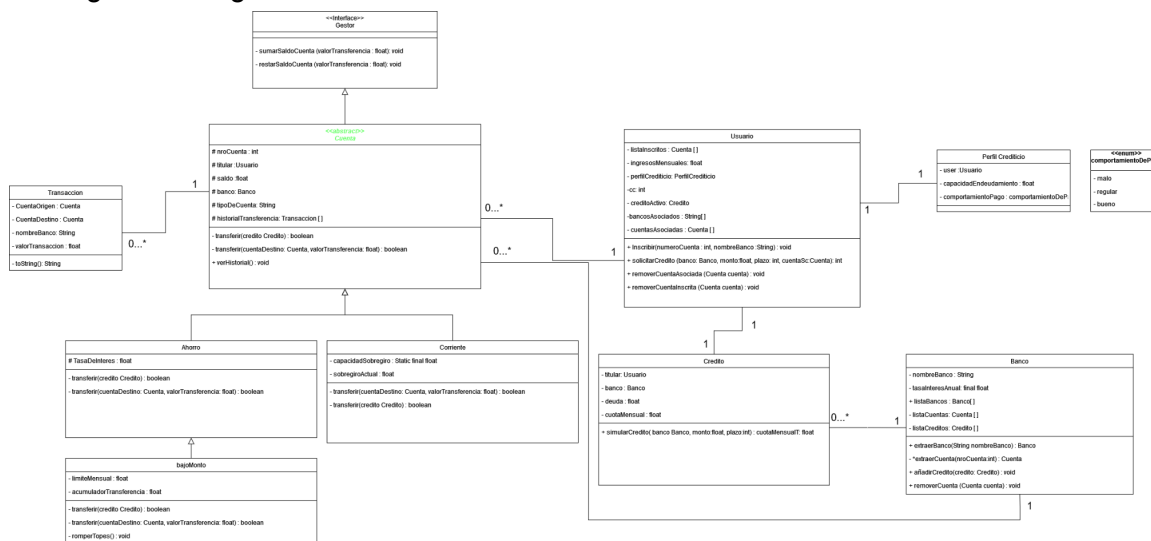 <<Interface>>
Gestor
- sumarSaldoCuenta (valorTransferencia : float): void
- restarSaldoCuenta (valorTransferencia : float): void
<<abstract>>
Cuenta
# nroCuenta : int
# titular :Usuario
# saldo :float
# banco: Banco
# tipoDeCuenta: String
# historialTransferencia: Transaccion [ ]
- transferir(credito Credito) : boolean
- transferir(cuentaDestino: Cuenta, valorTransferencia: float) : boolean
+ verHistorial() : void
Transaccion
- CuentaOrigen : Cuenta
- CuentaDestino : Cuenta
- nombreBanco: String
- valorTransaccion : float
- toString(): String
1
0...*
Usuario
- listaInscritos : Cuenta [ ]
- ingresosMensuales: float
- perfilCrediticio: PerfilCrediticio
-cc: int
- creditoActivo: Credito
-bancosAsociados : String[ ]
- cuentasAsociadas : Cuenta [ ]
+ Inscribir(numeroCuenta : int, nombreBanco :String) : void
+ solicitarCredito (banco: Banco, monto:float, plazo: int, cuentaSc:Cuenta): int
+ removerCuentaAsociada (Cuenta cuenta) : void
+ removerCuentaInscrita (Cuenta cuenta) : void
0...*
1
0...*
1
1
Perfil Crediticio
- user :Usuario
- capacidadEndeudamiento : float
- comportamientoPago : comportamientoDeP
<<enum>>
comportamientoDeP
- malo
- regular
- bueno
1
1
Ahorro
# TasaDeInteres : float
- transferir(credito Credito) : boolean
- transferir(cuentaDestino: Cuenta, valorTransferencia: float) : boolean
Corriente
- capacidadSobregiro : Static final float
- sobregiroActual : float
- transferir(cuentaDestino: Cuenta, valorTransferencia: float) : boolean
- transferir(credito Credito) : boolean
Credito
- titular: Usuario
- banco : Banco
- deuda : float
- cuotaMensual : float
+ simularCredito( banco Banco, monto:float, plazo:int) : cuotaMensualT: float
0...*
1
Banco
- nombreBanco : String
- tasaInteresAnual: final float
+ listaBancos : Banco[ ]
- listaCuentas: Cuenta [ ]
- listaCreditos: Credito [ ]
+ extraerBanco(String nombreBanco) : Banco
- *extraerCuenta(nroCuenta:int) : Cuenta
+ añadirCredito(credito: Credito) : void
+ removerCuenta (Cuenta cuenta) : void
1
bajoMonto
- limiteMensual : float
- acumuladorTransferencia : float
- transferir(credito Credito) : boolean
- transferir(cuentaDestino: Cuenta, valorTransferencia: float) : boolean
- romperTopes() : void